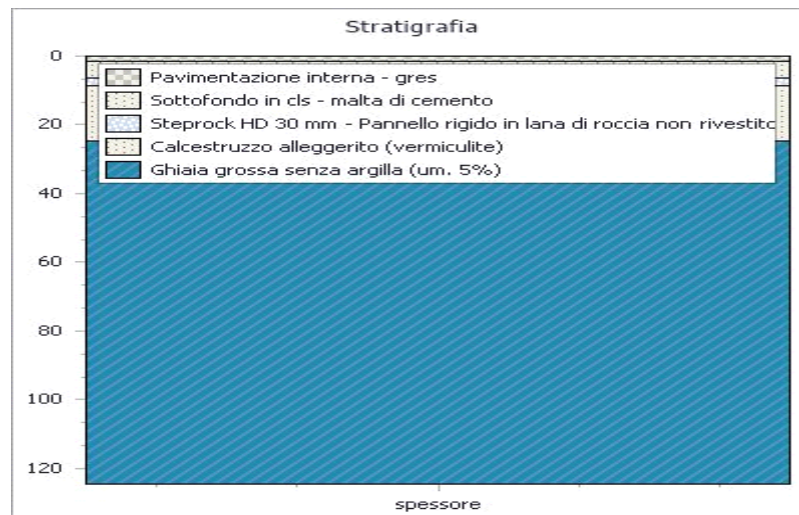 Stratigrafia
0
Pavimentazione interna - gres
Sottofondo in cls - malta di cemento
20
Steprock HD 30 mm - Pannello rigido in lana di roccia non rivestito
Calcestruzzo alleggerito (vermiculite)
Ghiaia grossa senza argilla (um. 5%)
40
60
80
100
120
spessore